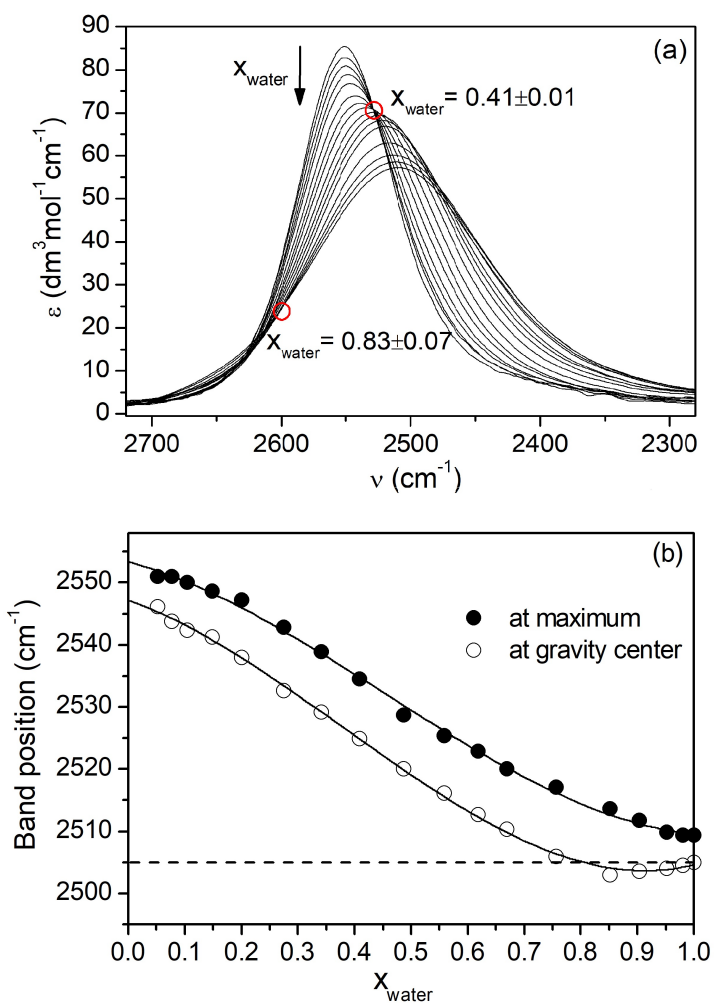 (a)
90
80
70
60
50
40
30
20
10
0
ε (dm³mol⁻¹cm⁻¹)
x_water
x_water = 0.41±0.01
x_water = 0.83±0.07
2700 2600 2500 2400 2300
ν (cm⁻¹)
(b)
2550
2540
2530
2520
2510
2500
Band position (cm⁻¹)
at maximum
at gravity center
0.0 0.1 0.2 0.3 0.4 0.5 0.6 0.7 0.8 0.9 1.0
x_water